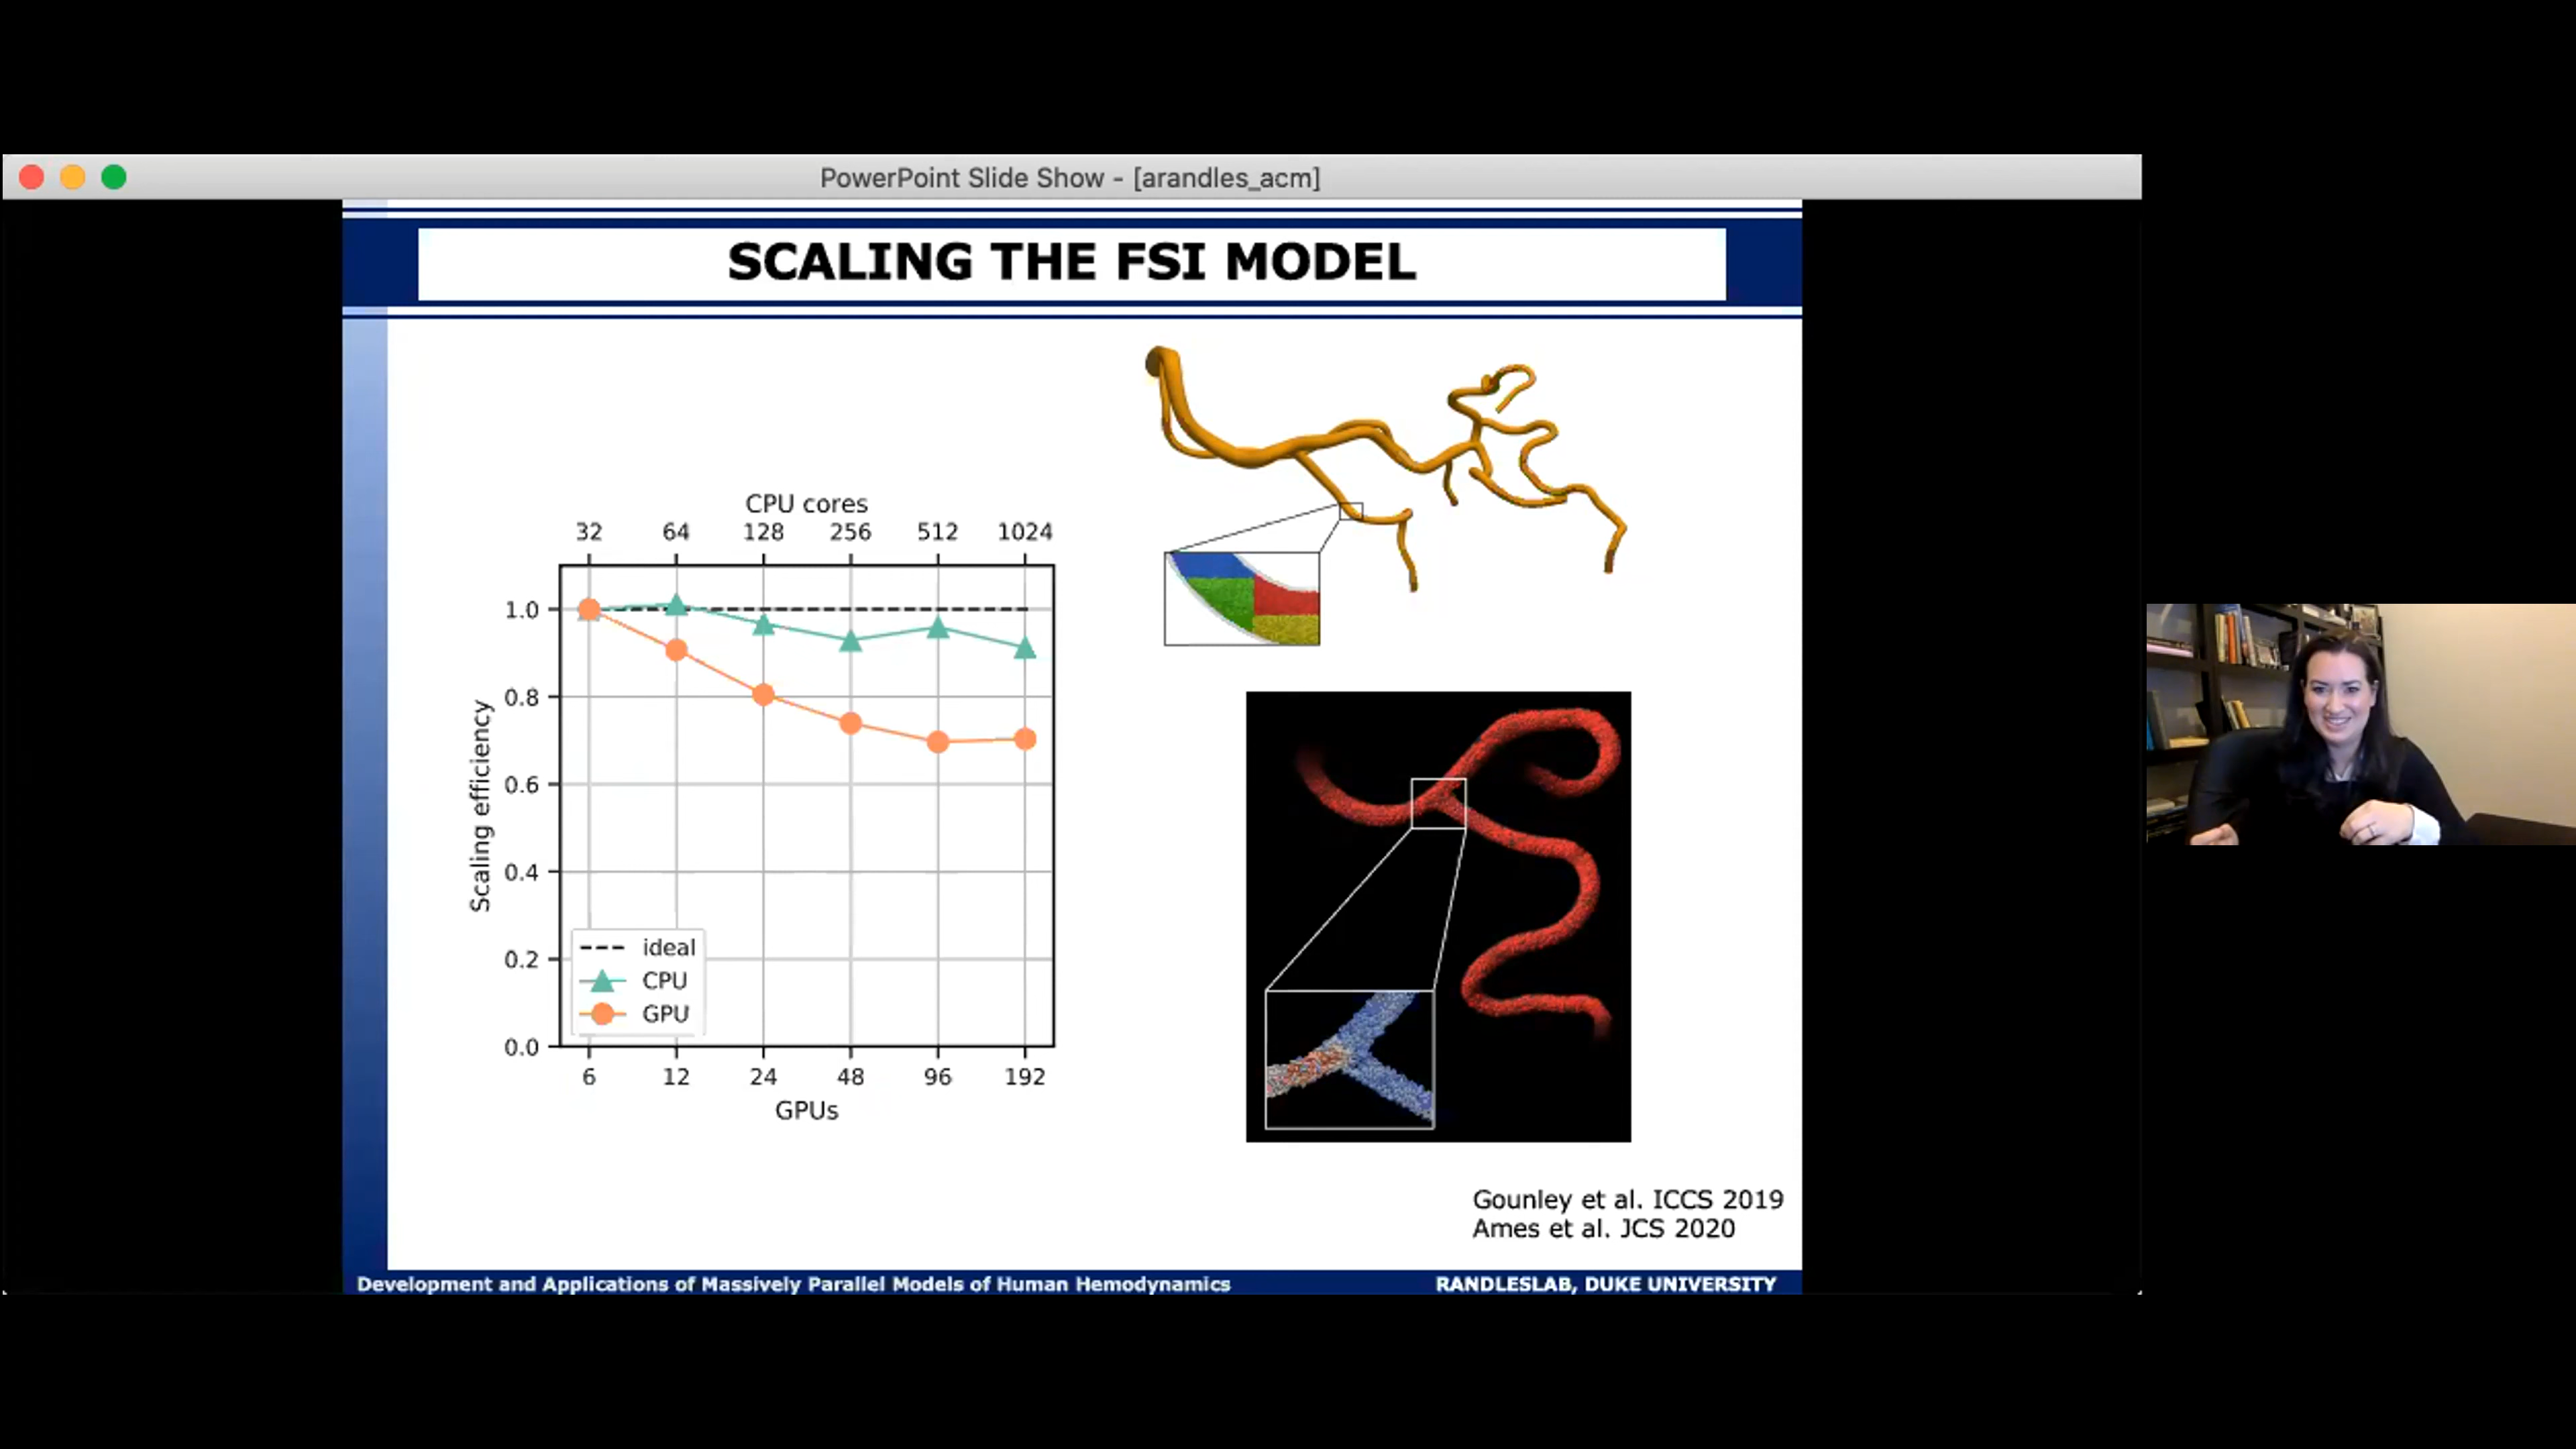 PowerPoint Slide Show - [arandles_acm]
SCALING THE FSI MODEL
CPU cores
32 64 128 256 512 1024
1.0
0.8
0.6
0.4
0.2
0.0
Scaling efficiency
ideal
CPU
GPU
6 12 24 48 96 192
GPUs
Gounley et al. ICCS 2019
Ames et al. JCS 2020
Development and Applications of Massively Parallel Models of Human Hemodynamics
RANDLESLAB, DUKE UNIVERSITY